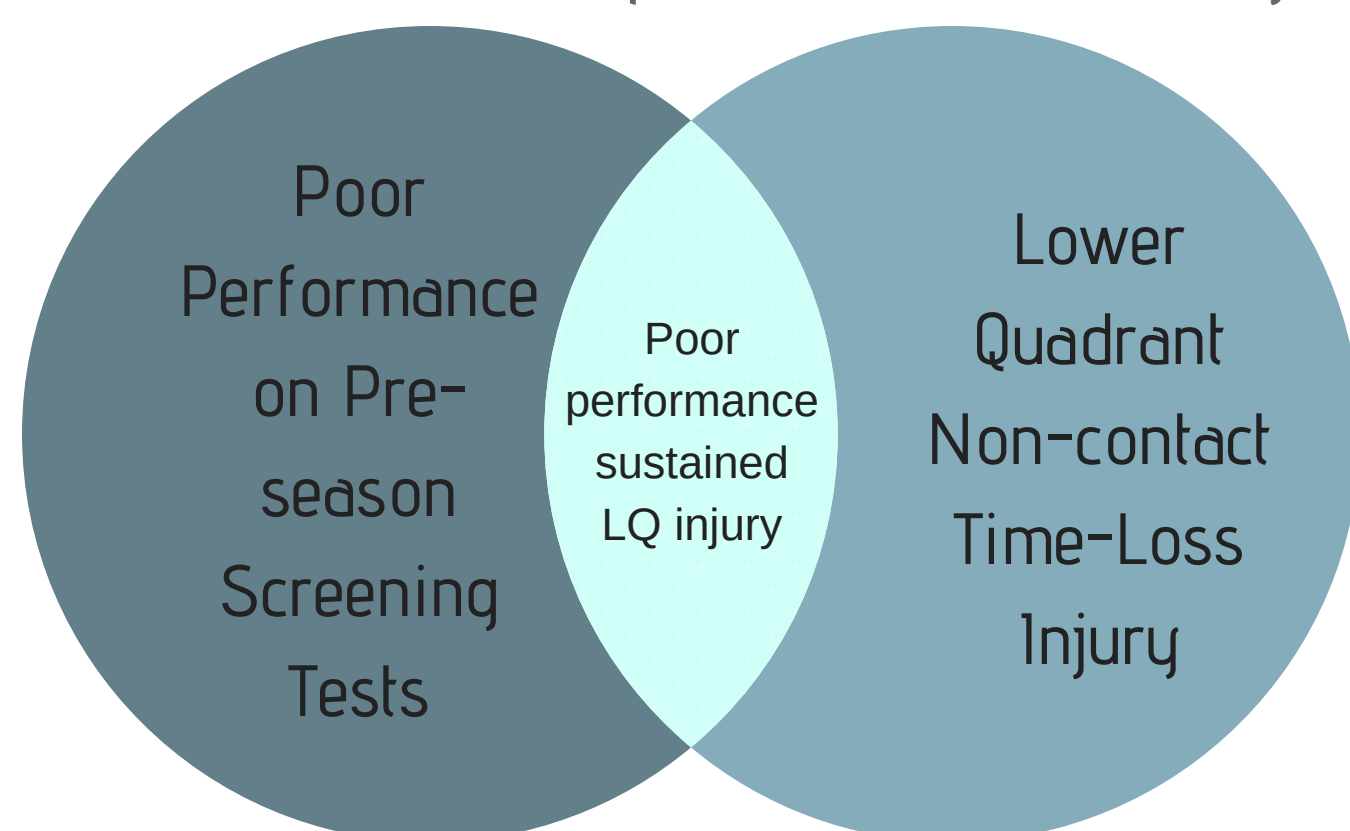 Poor
Performance
on Pre-
season
Screening
Tests
Poor
performance
sustained
LQ injury
Lower
Quadrant
Non-contact
Time-Loss
Injury